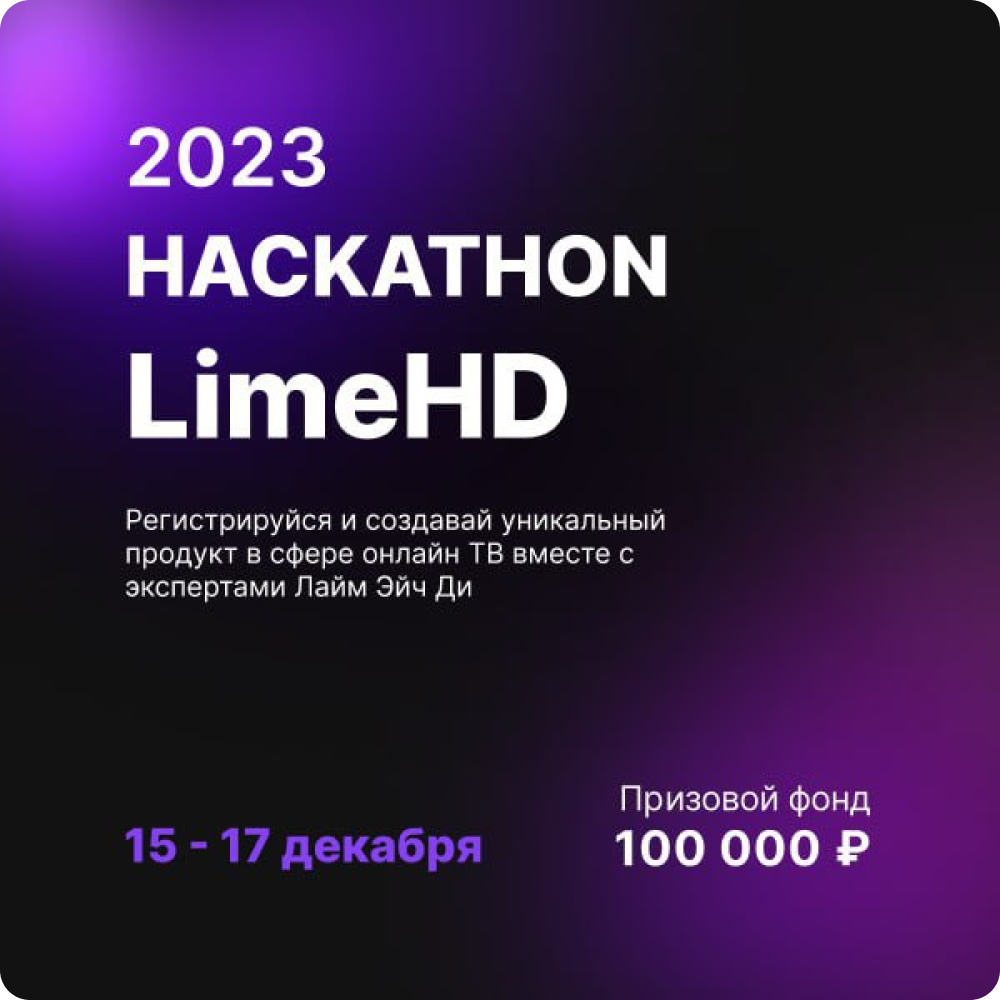 2023
HACKATHON
LimeHD
Регистрируйся и создавай уникальный
продукт в сфере онлайн ТВ вместе с
экспертами Лайм Эйч Ди
15 - 17 декабря
Призовой фонд
100 000 ₽